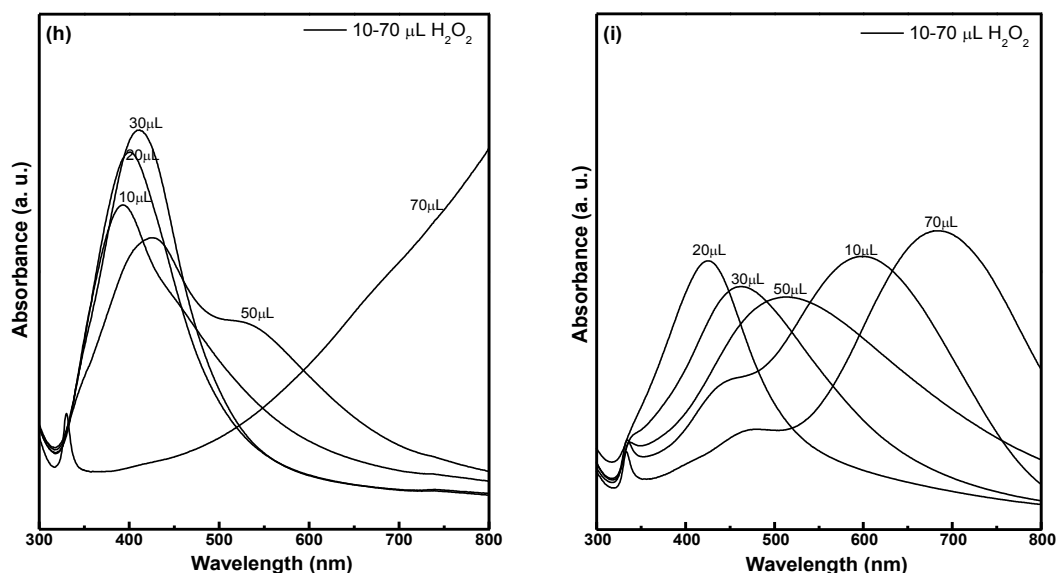 (h)
10-70 μL H₂O₂
30μL
20μL
10μL
70μL
50μL
Absorbance (a. u.)
300 400 500 600 700 800
Wavelength (nm)
(i)
10-70 μL H₂O₂
70μL
20μL
10μL
30μL
50μL
Absorbance (a. u.)
300 400 500 600 700 800
Wavelength (nm)